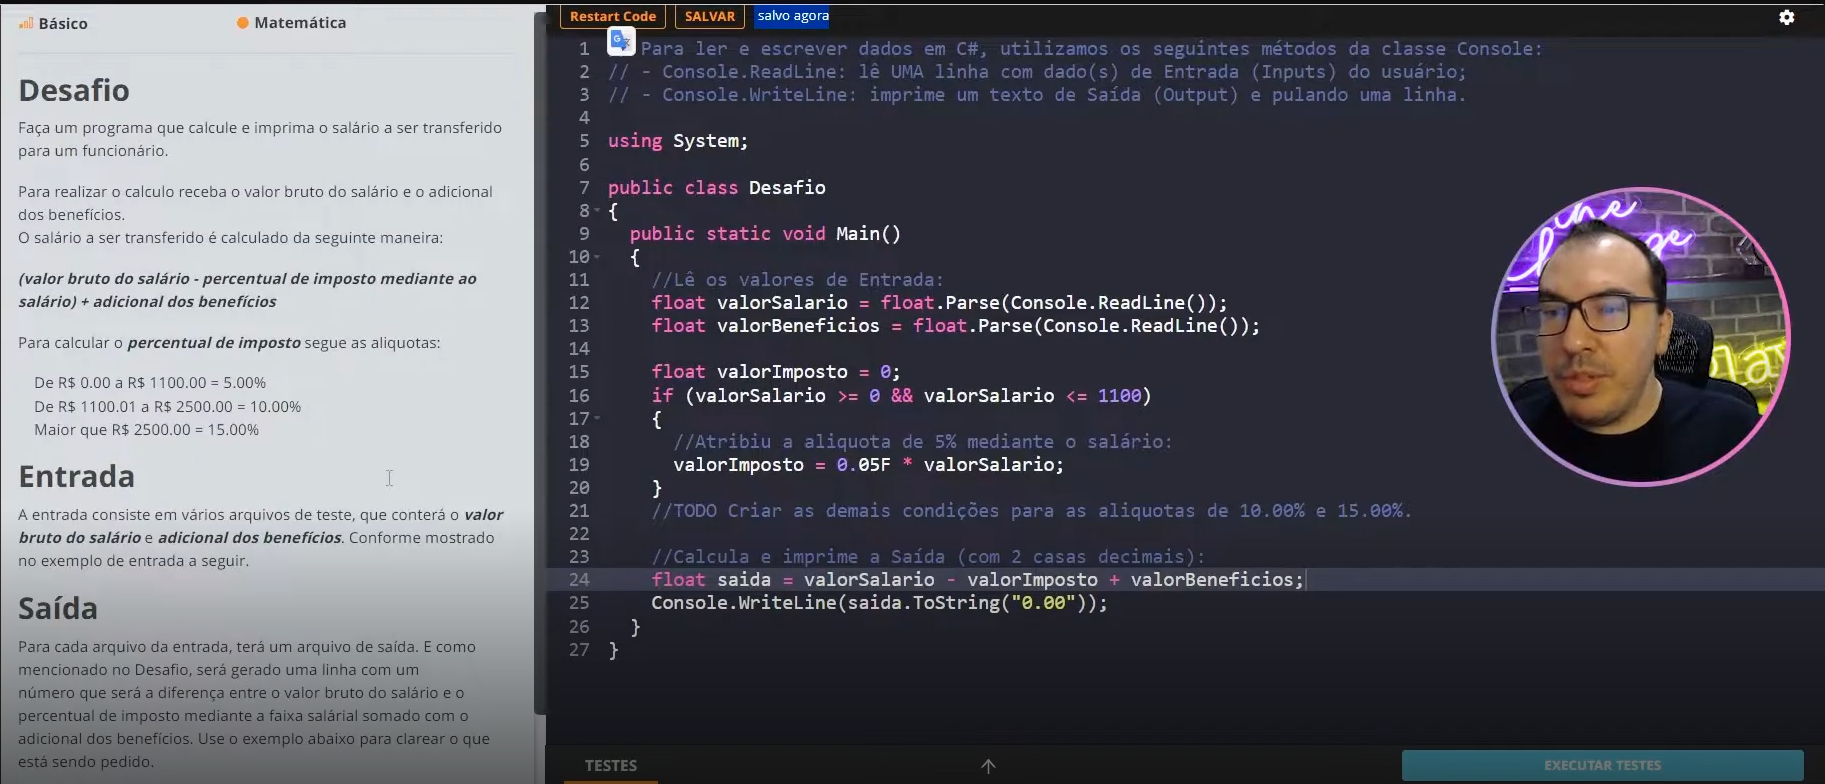 Básico
Matemática
Desafio
Faça um programa que calcule e imprima o salário a ser transferido
para um funcionário.
Para realizar o calculo receba o valor bruto do salário e o adicional
dos benefícios.
O salário a ser transferido é calculado da seguinte maneira:
(valor bruto do salário - percentual de imposto mediante ao
salário) + adicional dos benefícios
Para calcular o percentual de imposto segue as aliquotas:
De R$ 0.00 a R$ 1100.00 = 5.00%
De R$ 1100.01 a R$ 2500.00 = 10.00%
Maior que R$ 2500.00 = 15.00%
Entrada
A entrada consiste em vários arquivos de teste, que conterá o valor
bruto do salário e adicional dos benefícios. Conforme mostrado
no exemplo de entrada a seguir.
Saída
Para cada arquivo da entrada, terá um arquivo de saída. E como
mencionado no Desafio, será gerado uma linha com um
número que será a diferença entre o valor bruto do salário e o
percentual de imposto mediante a faixa salárial somado com o
adicional dos benefícios. Use o exemplo abaixo para clarear o que
está sendo pedido.
Restart Code SALVAR salvo agora
1 Para ler e escrever dados em C#, utilizamos os seguintes métodos da classe Console:
2 // - Console.ReadLine: lê UMA linha com dado(s) de Entrada (Inputs) do usuário;
3 // - Console.WriteLine: imprime um texto de Saída (Output) e pulando uma linha.
4
5 using System;
6
7 public class Desafio
8 {
9 public static void Main()
10 {
11 //Lê os valores de Entrada:
12 float valorSalario = float.Parse(Console.ReadLine());
13 float valorBeneficios = float.Parse(Console.ReadLine());
14
15 float valorImposto = 0;
16 if (valorSalario >= 0 && valorSalario <= 1100)
17 {
18 //Atribiu a aliquota de 5% mediante o salário:
19 valorImposto = 0.05F * valorSalario;
20 }
21 //TODO Criar as demais condições para as aliquotas de 10.00% e 15.00%.
22
23 //Calcula e imprime a Saída (com 2 casas decimais):
24 float saida = valorSalario - valorImposto + valorBeneficios;
25 Console.WriteLine(saida.ToString("0.00"));
26 }
27 }
TESTES
EXECUTAR TESTES